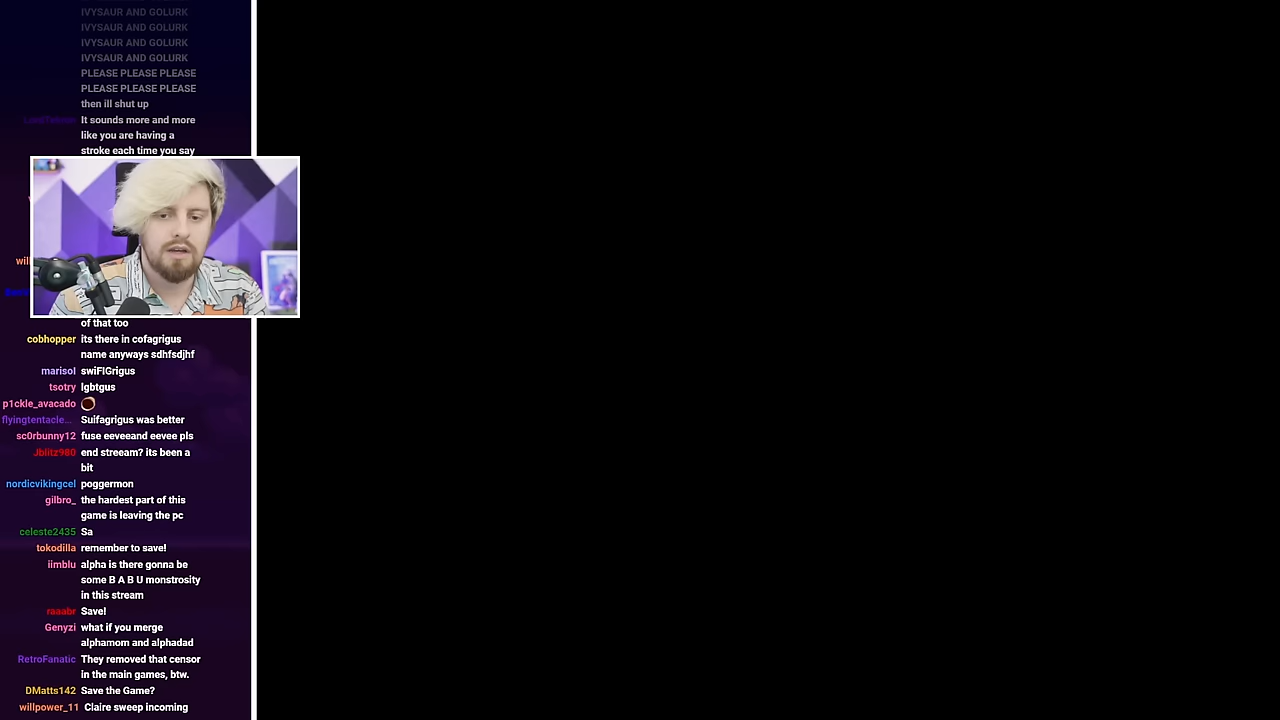 IVYSAUR AND GOLURK
IVYSAUR AND GOLURK
IVYSAUR AND GOLURK
IVYSAUR AND GOLURK
PLEASE PLEASE PLEASE
PLEASE PLEASE PLEASE
then ill shut up
It sounds more and more
like you are having a
stroke each time you say
will
of that too
cobhopper its there in cofagrigus
name anyways sdhfsdjhf
marisol swiFIGrigus
tsotry lgbtgus
p1ckle_avacado
flyingtentacle... Suifagrigus was better
sc0rbunny12 fuse eeveeand eevee pls
Jblitz980 end streeam? its been a
bit
nordicvikingcel poggermon
gilbro_ the hardest part of this
game is leaving the pc
celeste2435 Sa
tokodilla remember to save!
iimblu alpha is there gonna be
some B A B U monstrosity
in this stream
raaabr Save!
Genyzi what if you merge
alphamom and alphadad
RetroFanatic They removed that censor
in the main games, btw.
DMatts142 Save the Game?
willpower_11 Claire sweep incoming